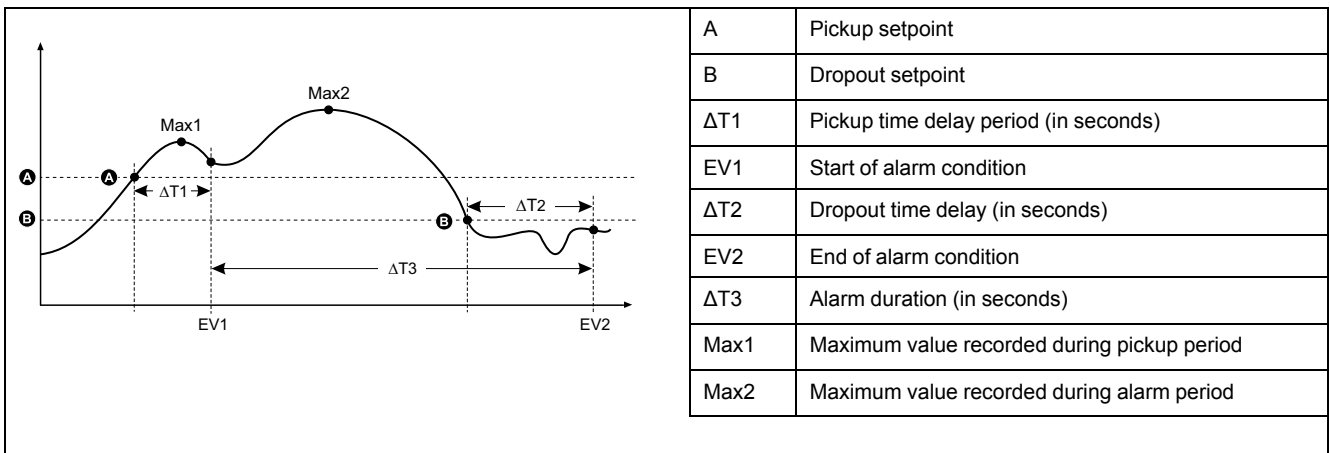 Max2
Max1
A
A
ΔT1
B
B
ΔT2
ΔT3
EV1
EV2
A Pickup setpoint
B Dropout setpoint
ΔT1 Pickup time delay period (in seconds)
EV1 Start of alarm condition
ΔT2 Dropout time delay (in seconds)
EV2 End of alarm condition
ΔT3 Alarm duration (in seconds)
Max1 Maximum value recorded during pickup period
Max2 Maximum value recorded during alarm period